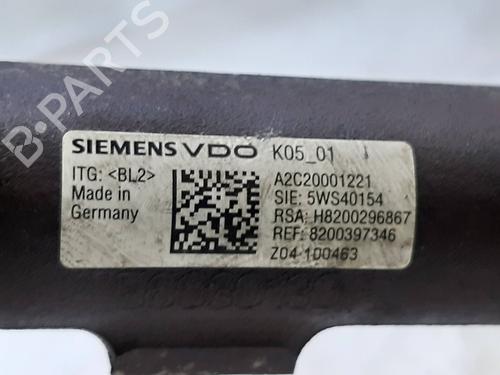 B-PARTS
SIEMENS VDO K05_01
ITG: <BL2>
Made in
Germany
A2C20001221
SIE: 5WS40154
RSA: H8200296867
REF: 8200397346
Z04 100463